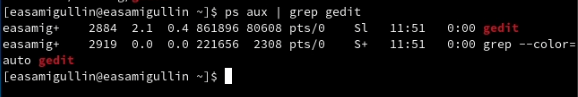 [easamigullin@easamigullin ~]$ ps aux | grep gedit
easamig+    2884  2.1  0.4 861896 80608 pts/0    Sl   11:51   0:00 gedit
easamig+    2919  0.0  0.0 221656  2308 pts/0    S+   11:51   0:00 grep --color=
auto gedit
[easamigullin@easamigullin ~]$